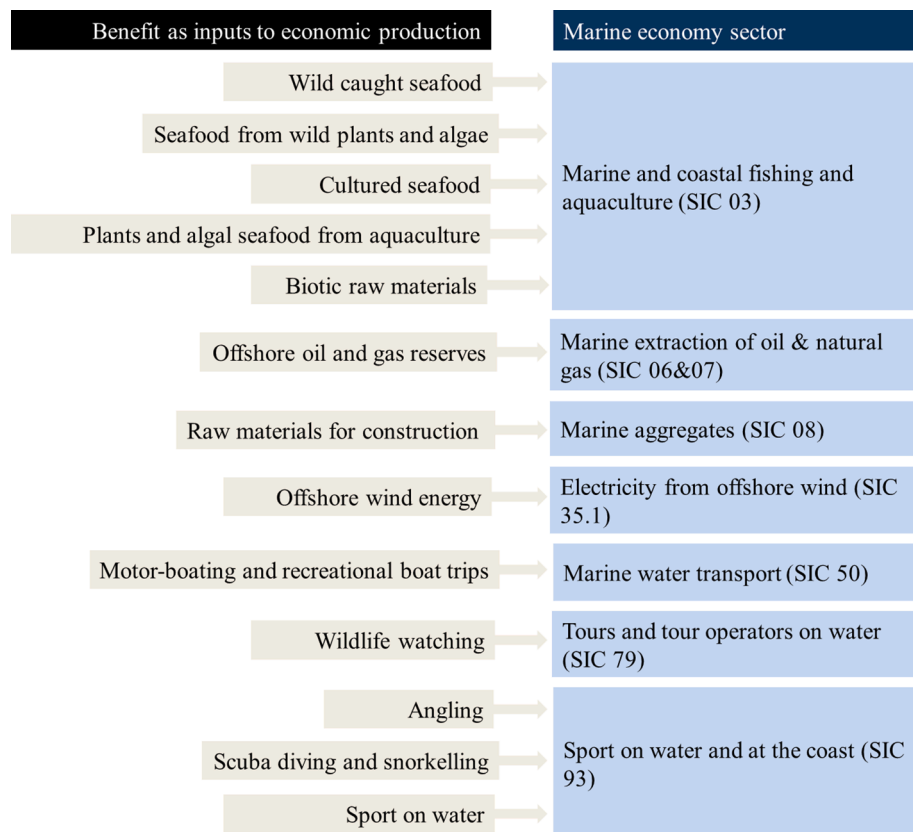 Benefit as inputs to economic production
Marine economy sector
Wild caught seafood
Seafood from wild plants and algae
Cultured seafood
Plants and algal seafood from aquaculture
Biotic raw materials
Marine and coastal fishing and
aquaculture (SIC 03)
Offshore oil and gas reserves
Marine extraction of oil & natural
gas (SIC 06&07)
Raw materials for construction
Marine aggregates (SIC 08)
Offshore wind energy
Electricity from offshore wind (SIC
35.1)
Motor-boating and recreational boat trips
Marine water transport (SIC 50)
Wildlife watching
Tours and tour operators on water
(SIC 79)
Angling
Scuba diving and snorkelling
Sport on water
Sport on water and at the coast (SIC
93)